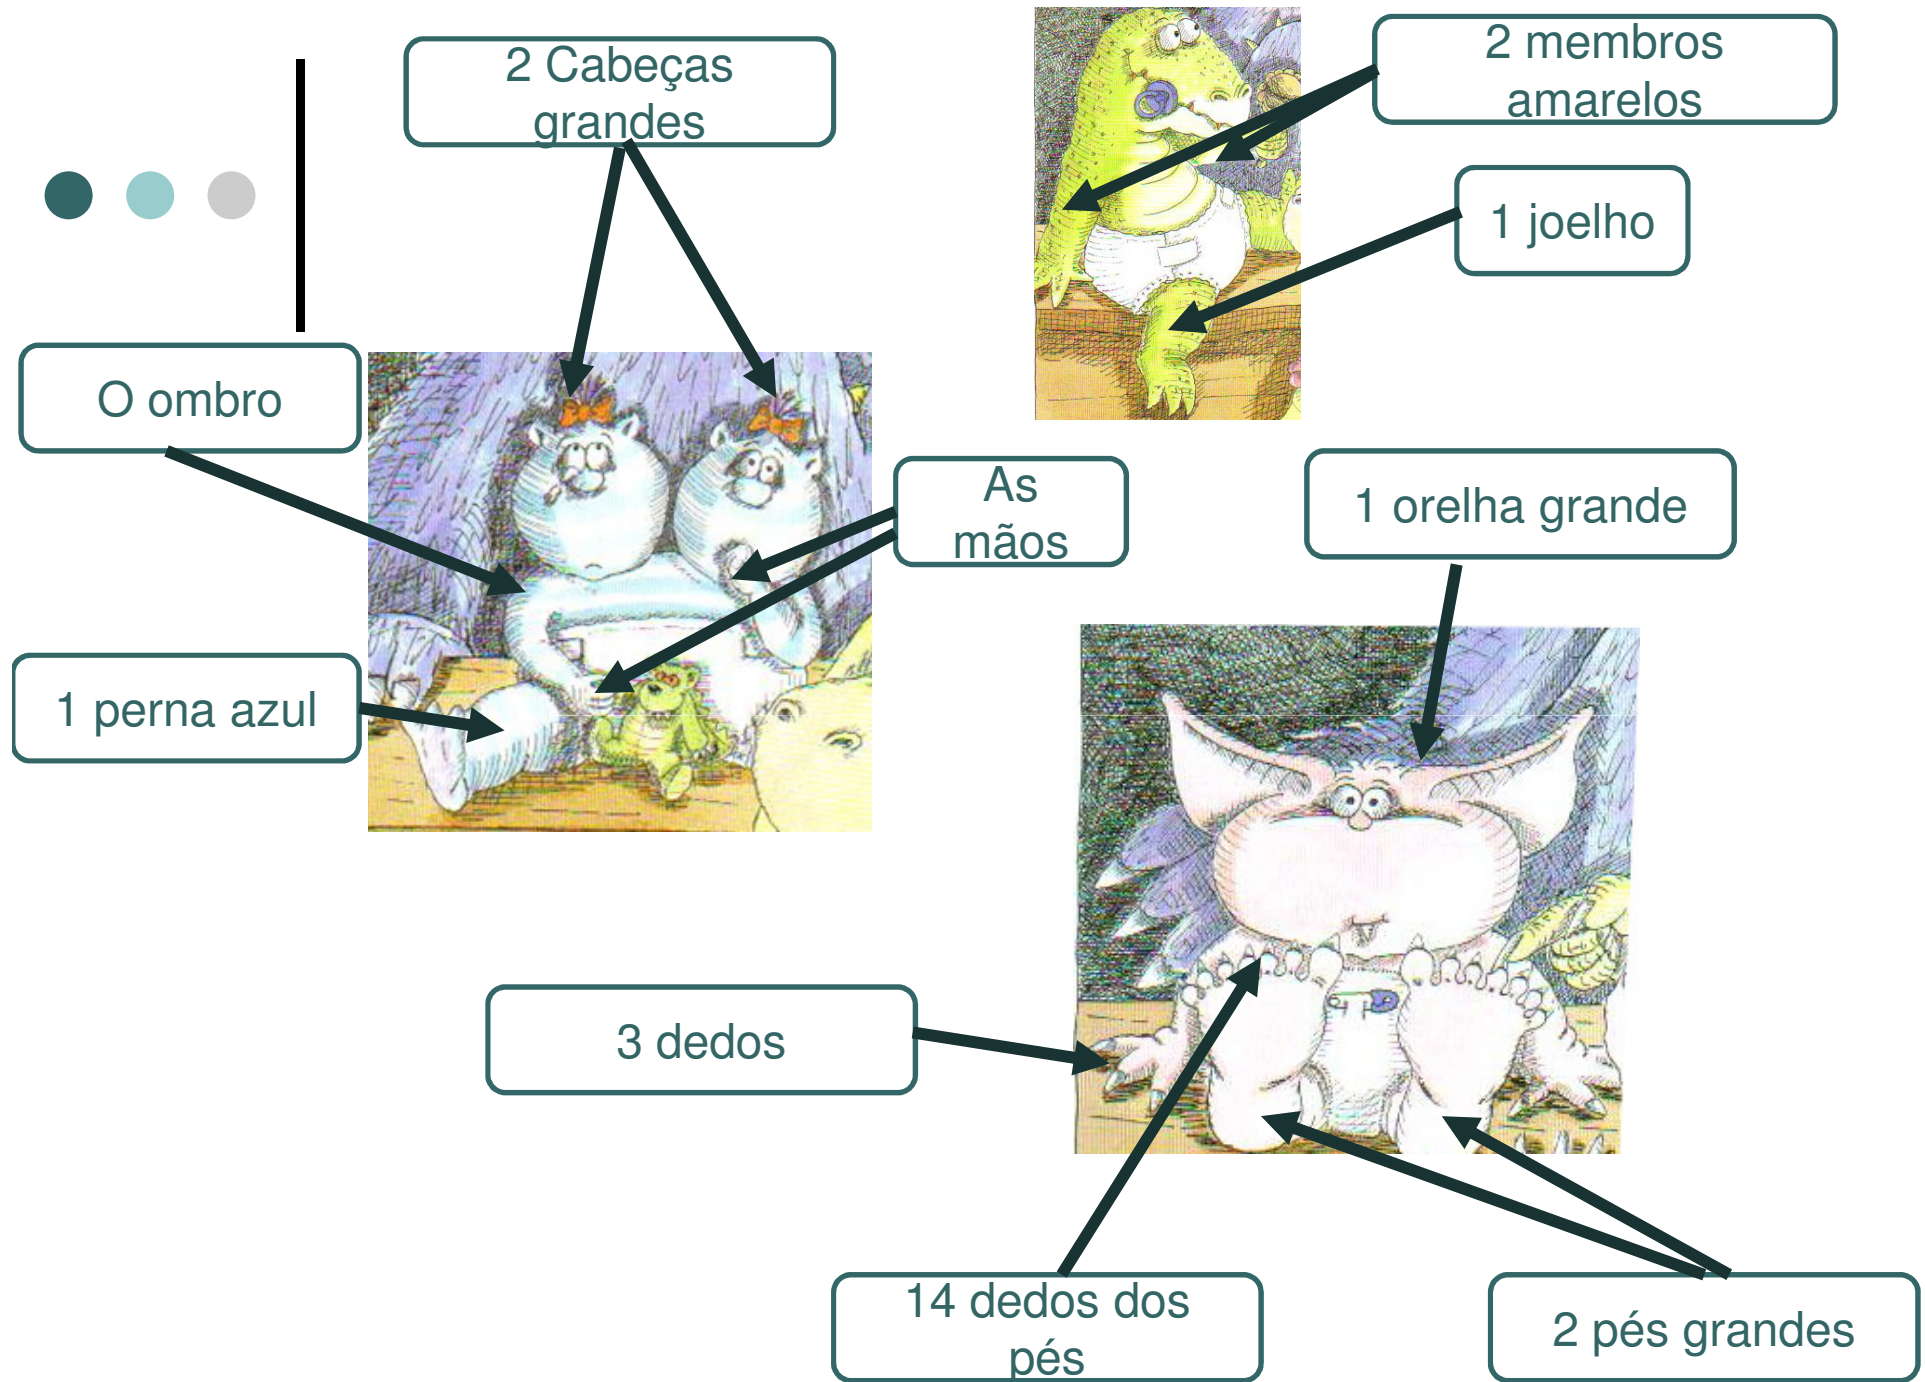 2 Cabeças
grandes
2 membros
amarelos
1 joelho
O ombro
As
mãos
1 orelha grande
1 perna azul
3 dedos
14 dedos dos
pés
2 pés grandes